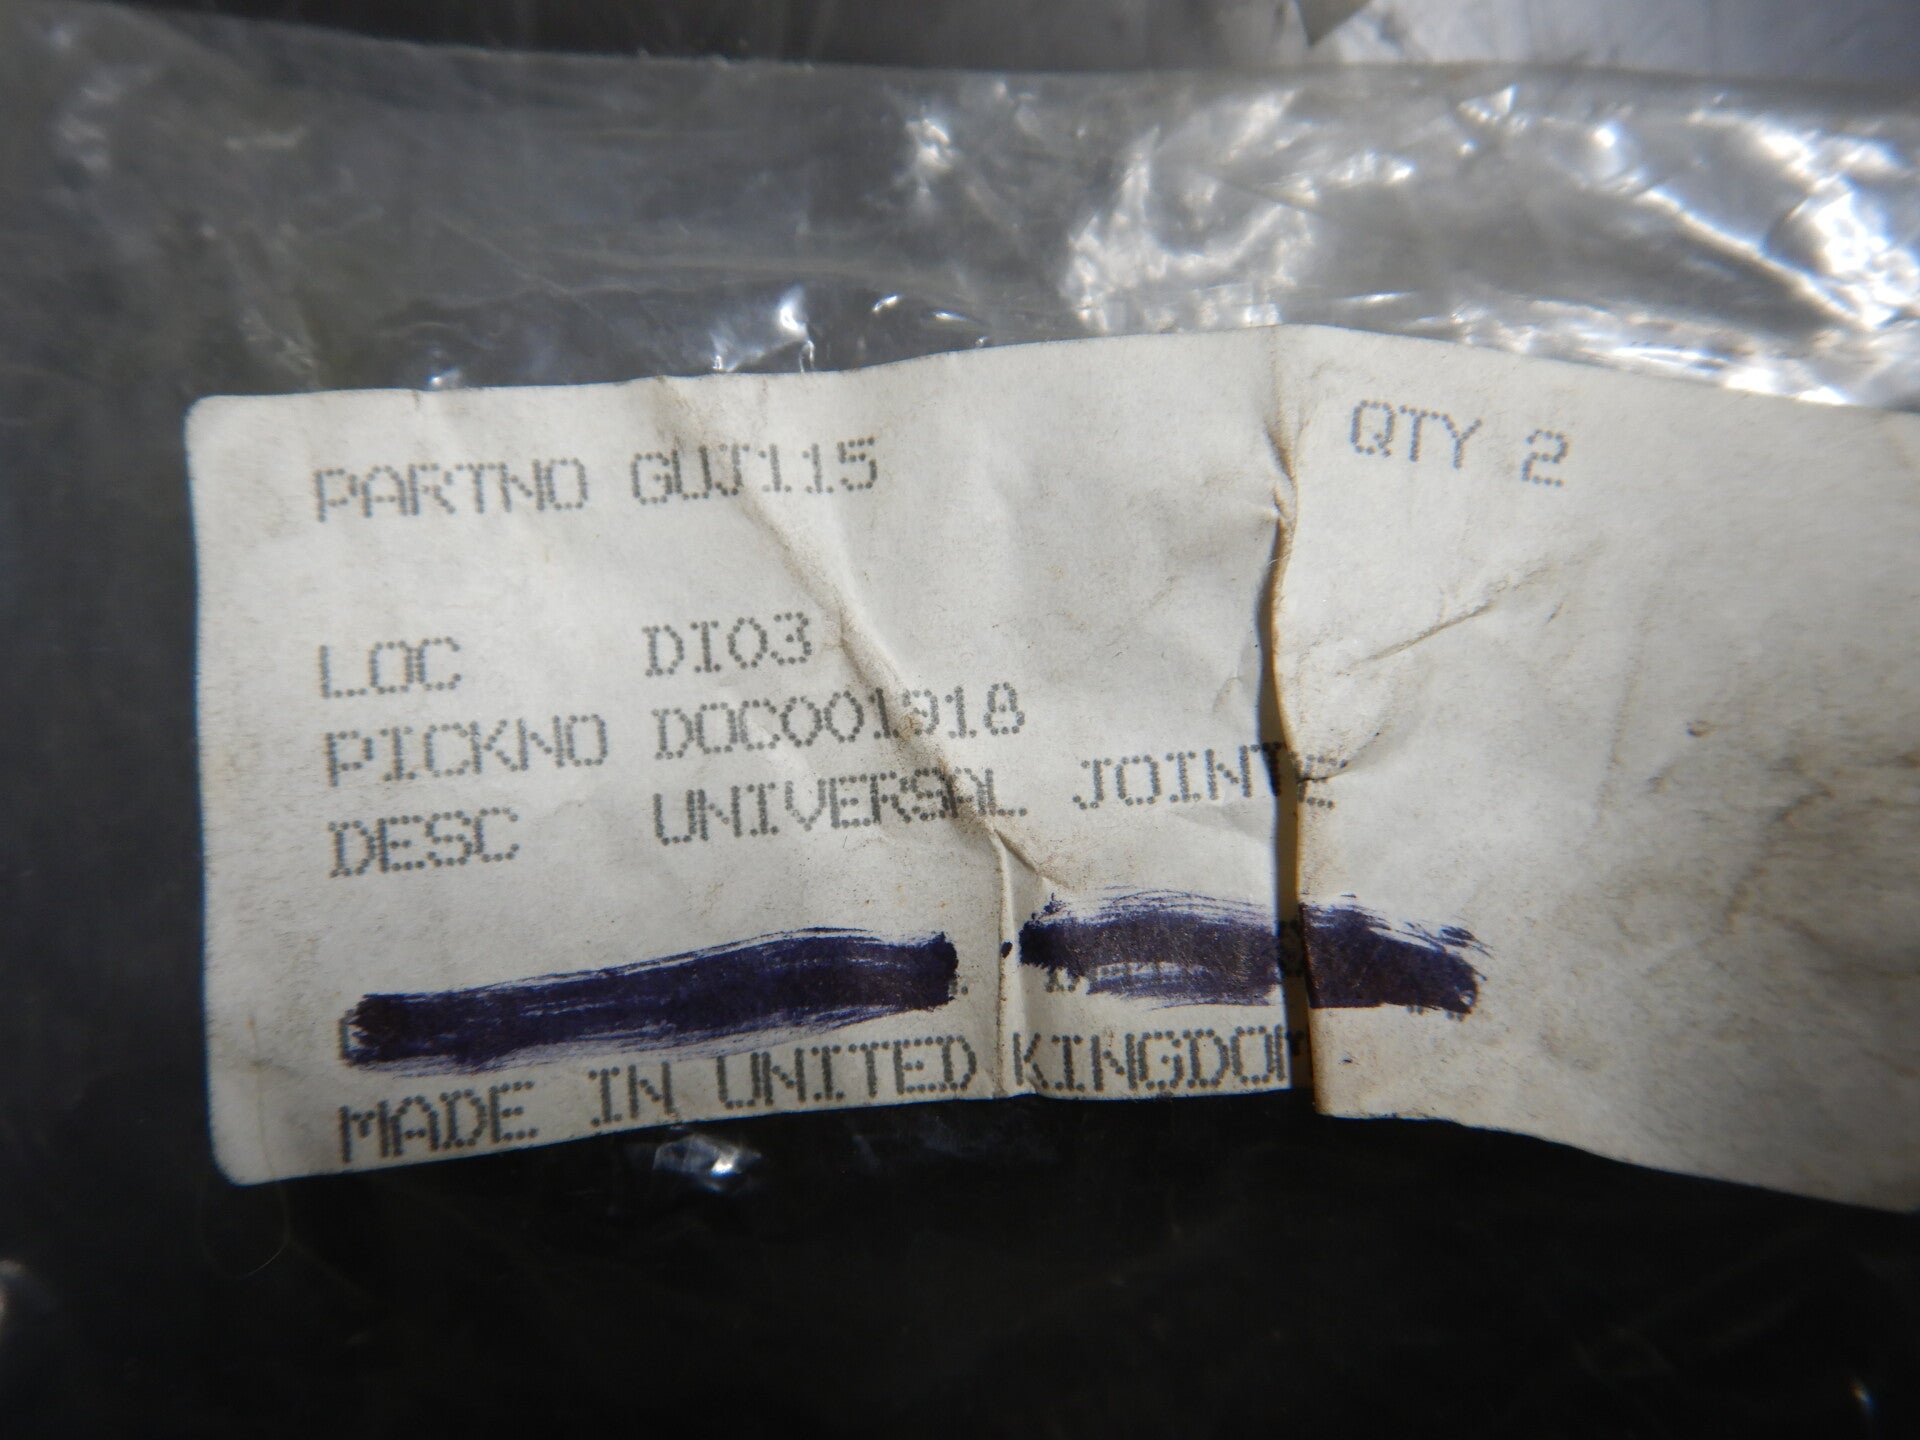 PARTNO GUJ115 QTY 2
LOC DI03
PICKNO DOC001918
DESC UNIVERSAL JOINT
MADE IN UNITED KINGDOM